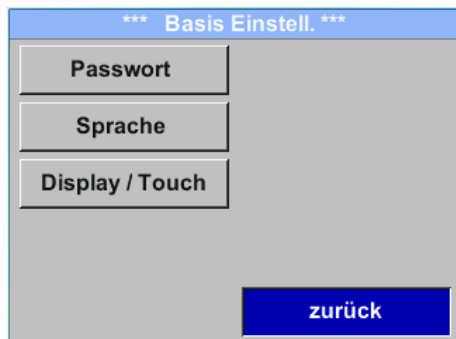 *** Basis Einstell. ***
Passwort
Sprache
Display / Touch
zurück